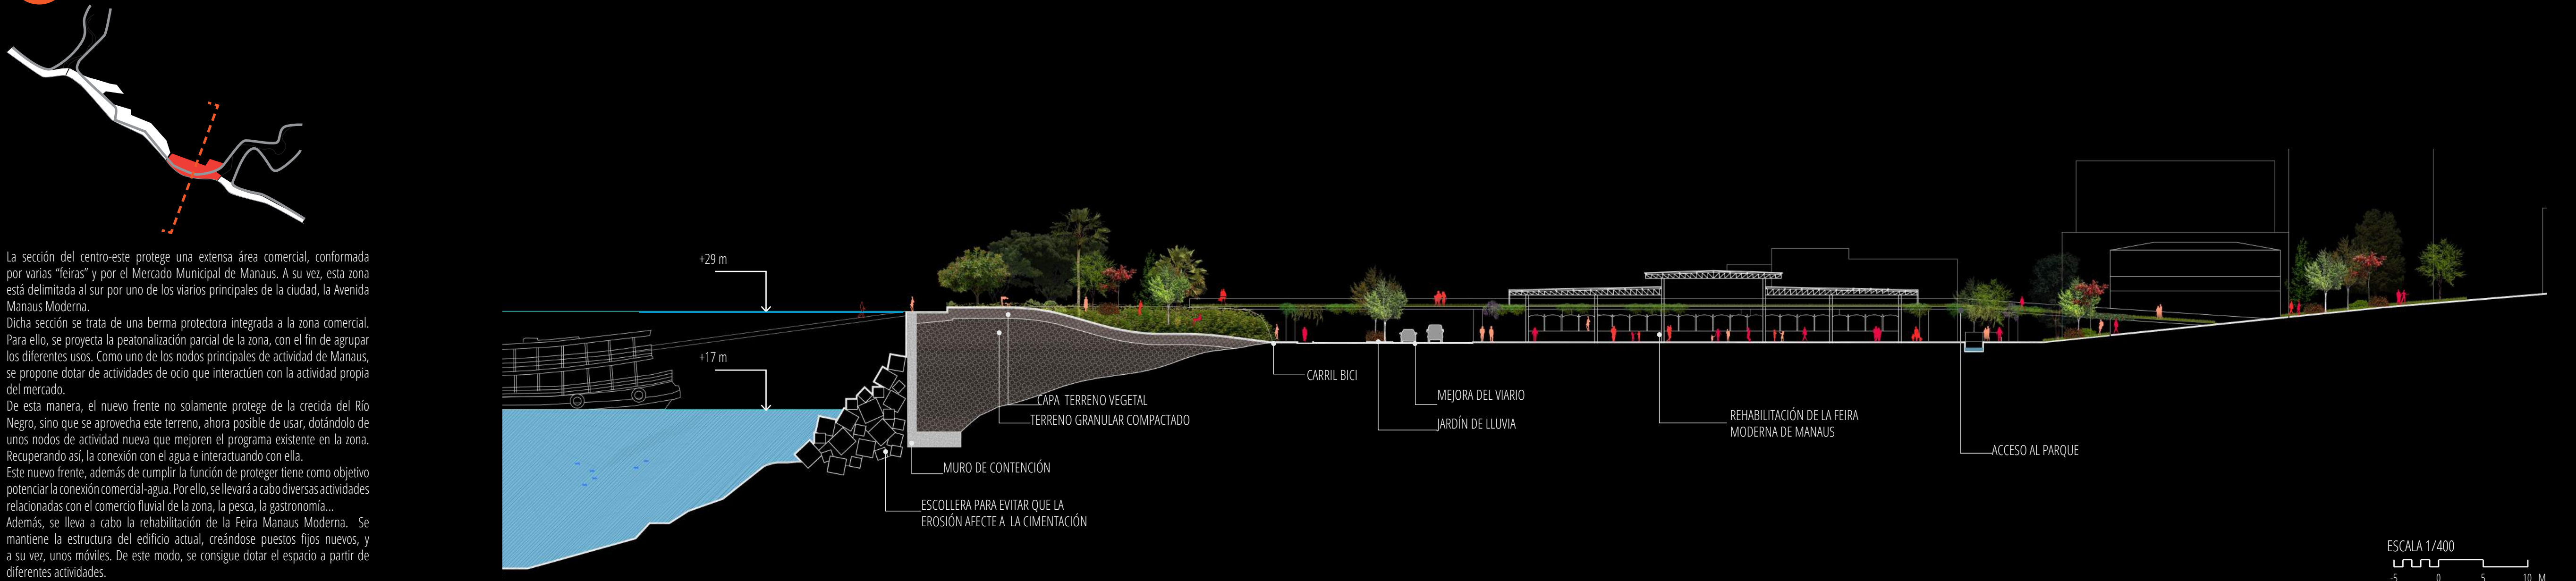 La sección del centro-este protege una extensa área comercial, conformada
por varias “feiras” y por el Mercado Municipal de Manaus. A su vez, esta zona
está delimitada al sur por uno de los viarios principales de la ciudad, la Avenida
Manaus Moderna.
Dicha sección se trata de una berma protectora integrada a la zona comercial.
Para ello, se proyecta la peatonalización parcial de la zona, con el fin de agrupar
los diferentes usos. Como uno de los nodos principales de actividad de Manaus,
se propone dotar de actividades de ocio que interactúen con la actividad propia
del mercado.
De esta manera, el nuevo frente no solamente protege de la crecida del Río
Negro, sino que se aprovecha este terreno, ahora posible de usar, dotándolo de
unos nodos de actividad nueva que mejoren el programa existente en la zona.
Recuperando así, la conexión con el agua e interactuando con ella.
Este nuevo frente, además de cumplir la función de proteger tiene como objetivo
potenciar la conexión comercial-agua. Por ello, se llevará a cabo diversas actividades
relacionadas con el comercio fluvial de la zona, la pesca, la gastronomía...
Además, se lleva a cabo la rehabilitación de la Feira Manaus Moderna. Se
mantiene la estructura del edificio actual, creándose puestos fijos nuevos, y
a su vez, unos móviles. De este modo, se consigue dotar el espacio a partir de
diferentes actividades.
+29 m
+17 m
CAPA TERRENO VEGETAL
TERRENO GRANULAR COMPACTADO
MURO DE CONTENCIÓN
ESCOLLERA PARA EVITAR QUE LA
EROSIÓN AFECTE A LA CIMENTACIÓN
CARRIL BICI
MEJORA DEL VIARIO
JARDÍN DE LLUVIA
REHABILITACIÓN DE LA FEIRA
MODERNA DE MANAUS
ACCESO AL PARQUE
ESCALA 1/400
-5 0 5 10 M